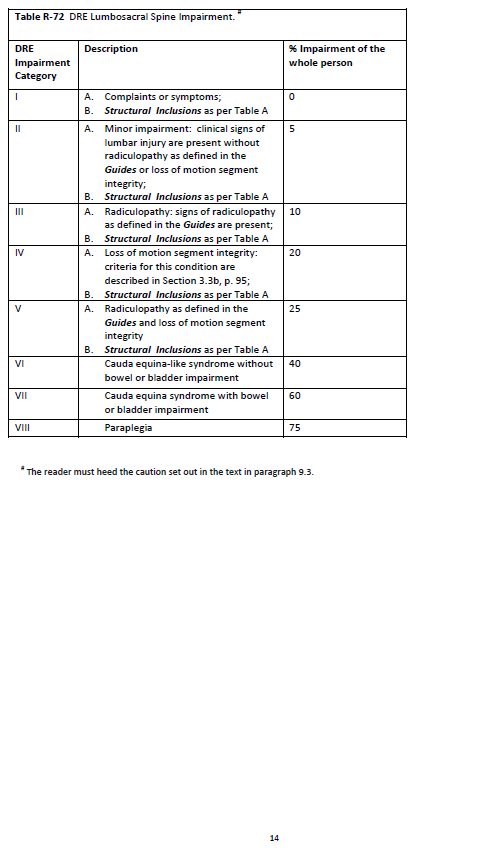 Table R-72 DRE Lumbosacral Spine Impairment. #
DRE
Impairment
Category
Description
% Impairment of the
whole person
I
A. Complaints or symptoms;
B. Structural Inclusions as per Table A
0
II
A. Minor impairment: clinical signs of
lumbar injury are present without
radiculopathy as defined in the
Guides or loss of motion segment
integrity;
B. Structural Inclusions as per Table A
5
III
A. Radiculopathy: signs of radiculopathy
as defined in the Guides are present;
B. Structural Inclusions as per Table A
10
IV
A. Loss of motion segment integrity:
criteria for this condition are
described in Section 3.3b, p. 95;
B. Structural Inclusions as per Table A
20
V
A. Radiculopathy as defined in the
Guides and loss of motion segment
integrity
B. Structural Inclusions as per Table A
25
VI
Cauda equina-like syndrome without
bowel or bladder impairment
40
VII
Cauda equina syndrome with bowel
or bladder impairment
60
VIII
Paraplegia
75
# The reader must heed the caution set out in the text in paragraph 9.3.
14